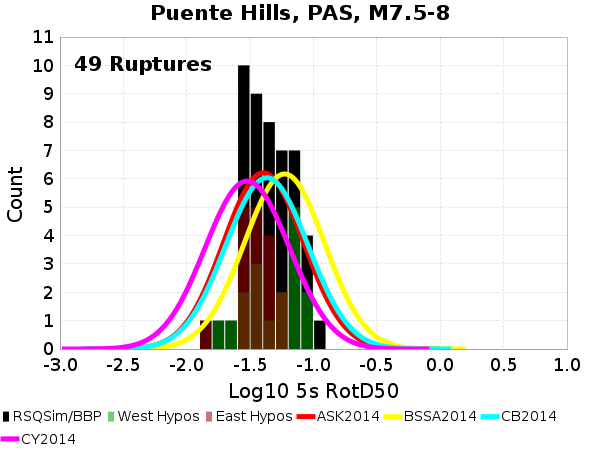 Puente Hills, PAS, M7.5-8
11
10
9
8
7
6
5
4
3
2
1
0
Count
49 Ruptures
-3.0 -2.5 -2.0 -1.5 -1.0 -0.5 0.0 0.5 1.0
Log10 5s RotD50
RSQSim/BBP West Hypos East Hypos ASK2014 BSSA2014 CB2014
CY2014